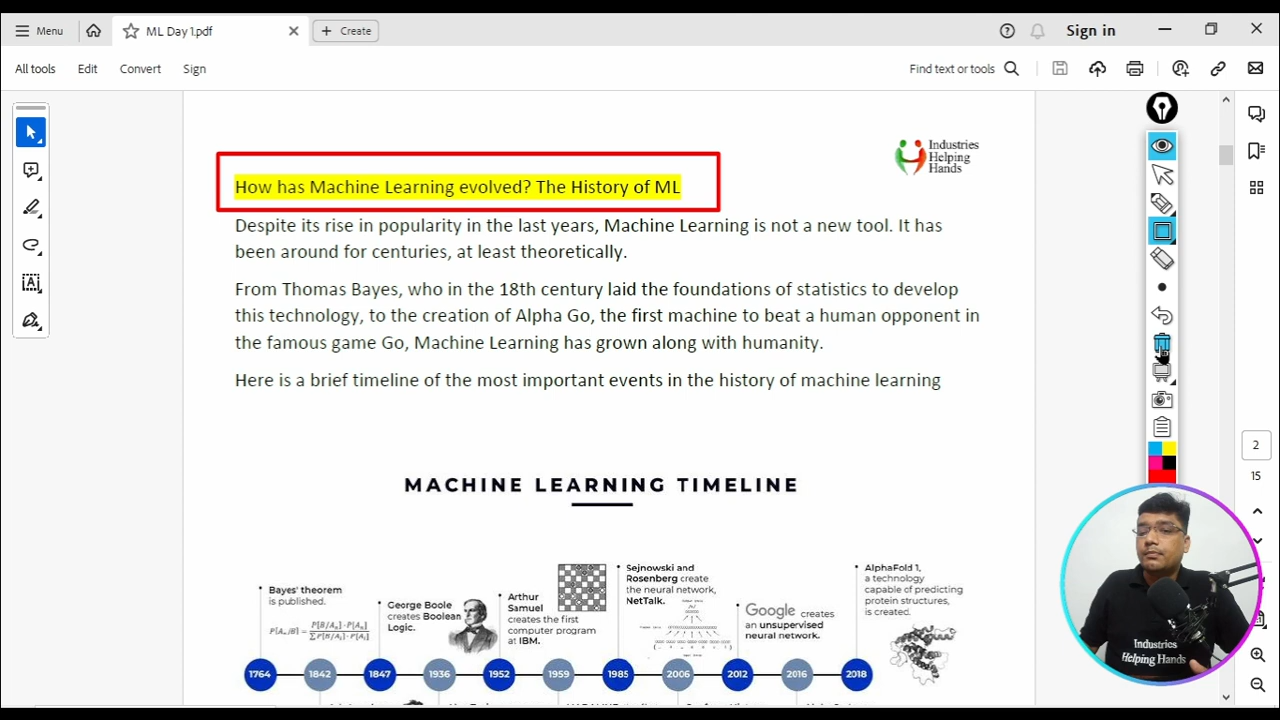 Menu
ML Day 1.pdf
Create
Sign in
All tools
Edit
Convert
Sign
Find text or tools
Industries
Helping
Hands
How has Machine Learning evolved? The History of ML
Despite its rise in popularity in the last years, Machine Learning is not a new tool. It has
been around for centuries, at least theoretically.
From Thomas Bayes, who in the 18th century laid the foundations of statistics to develop
this technology, to the creation of Alpha Go, the first machine to beat a human opponent in
the famous game Go, Machine Learning has grown along with humanity.
Here is a brief timeline of the most important events in the history of machine learning
2
15
MACHINE LEARNING TIMELINE
Bayes' theorem
is published.
George Boole
creates Boolean
Logic.
Arthur
Samuel
creates the first
computer program
at IBM.
Sejnowski and
Rosenberg create
the neural network,
NetTalk.
Google creates
an unsupervised
neural network.
AlphaFold 1,
a technology
capable of predicting
protein structures,
is created.
1764 1842 1847 1936 1952 1959 1985 2006 2012 2016 2018
Industries
Helping Hands